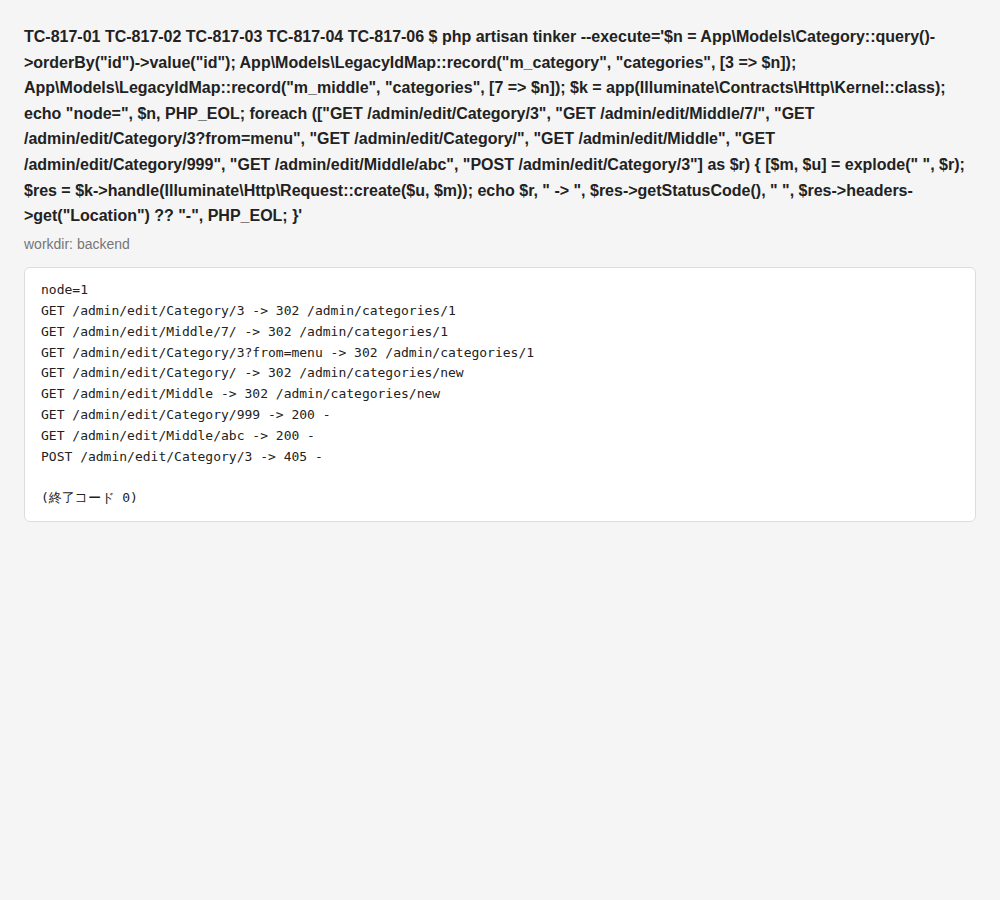 TC-817-01 TC-817-02 TC-817-03 TC-817-04 TC-817-06 $ php artisan tinker --execute='$n = App\Models\Category::query()-
>orderBy("id")->value("id"); App\Models\LegacyIdMap::record("m_category", "categories", [3 => $n]);
App\Models\LegacyIdMap::record("m_middle", "categories", [7 => $n]); $k = app(Illuminate\Contracts\Http\Kernel::class);
echo "node=", $n, PHP_EOL; foreach (["GET /admin/edit/Category/3", "GET /admin/edit/Middle/7/", "GET
/admin/edit/Category/3?from=menu", "GET /admin/edit/Category/", "GET /admin/edit/Middle", "GET
/admin/edit/Category/999", "GET /admin/edit/Middle/abc", "POST /admin/edit/Category/3"] as $r) { [$m, $u] = explode(" ", $r);
$res = $k->handle(Illuminate\Http\Request::create($u, $m)); echo $r, " -> ", $res->getStatusCode(), " ", $res->headers-
>get("Location") ?? "-", PHP_EOL; }'
workdir: backend
node=1
GET /admin/edit/Category/3 -> 302 /admin/categories/1
GET /admin/edit/Middle/7/ -> 302 /admin/categories/1
GET /admin/edit/Category/3?from=menu -> 302 /admin/categories/1
GET /admin/edit/Category/ -> 302 /admin/categories/new
GET /admin/edit/Middle -> 302 /admin/categories/new
GET /admin/edit/Category/999 -> 200 -
GET /admin/edit/Middle/abc -> 200 -
POST /admin/edit/Category/3 -> 405 -
(終了コード 0)